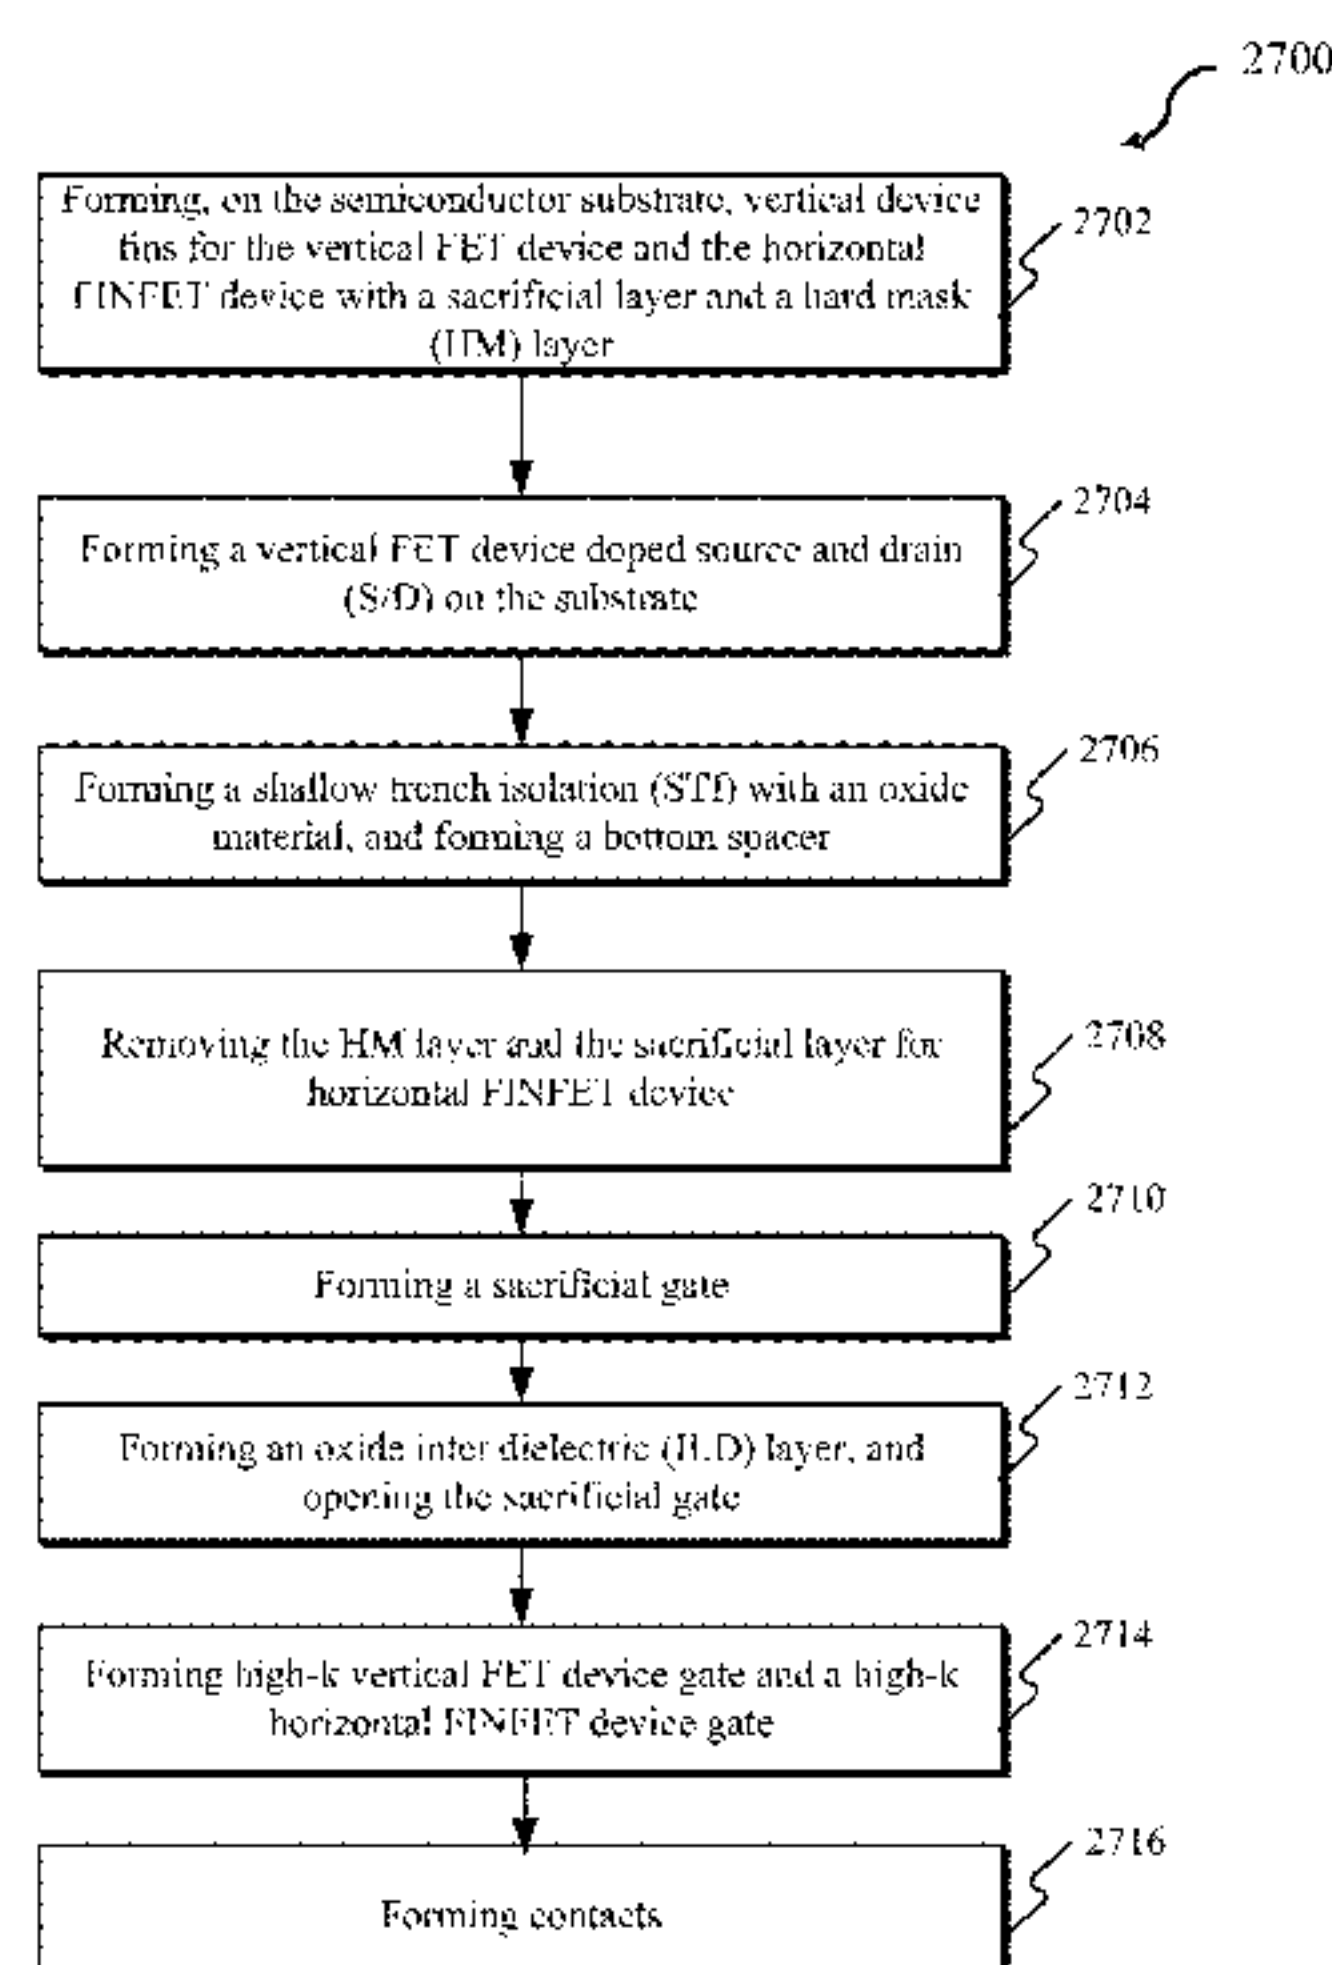 2700
Forming, on the semiconductor substrate, vertical device
fins for the vertical FET device and the horizontal
FINFET device with a sacrificial layer and a hard mask
(HM) layer
2702
Forming a vertical FET device doped source and drain
(S/D) on the substrate
2704
Forming a shallow trench isolation (STI) with an oxide
material, and forming a bottom spacer
2706
Removing the HM layer and the sacrificial layer for
horizontal FINFET device
2708
Forming a sacrificial gate
2710
Forming an oxide inter dielectric (ILD) layer, and
opening the sacrificial gate
2712
Forming high-k vertical FET device gate and a high-k
horizontal FINFET device gate
2714
Forming contacts
2716